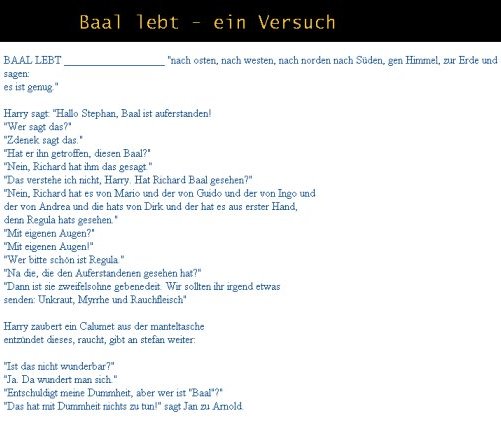 Baal lebt - ein Versuch
BAAL LEBT ____________________ "nach osten, nach westen, nach norden nach Süden, gen Himmel, zur Erde und
sagen:
es ist genug."
Harry sagt: "Hallo Stephan, Baal ist auferstanden!
"Wer sagt das?"
"Zdenek sagt das."
"Hat er ihn getroffen, diesen Baal?"
"Nein, Richard hat ihm das gesagt."
"Das verstehe ich nicht, Harry. Hat Richard Baal gesehen?"
"Nein, Richard hat es von Mario und der von Guido und der von Ingo und
der von Andrea und die hats von Dirk und der hat es aus erster Hand,
denn Regula hats gesehen."
"Mit eigenen Augen?"
"Mit eigenen Augen!"
"Wer bitte schön ist Regula."
"Na die, die den Auferstandenen gesehen hat?"
"Dann ist sie zweifelsohne gebenedeit. Wir sollten ihr irgend etwas
senden: Unkraut, Myrrhe und Rauchfleisch"
Harry zaubert ein Calumet aus der manteltasche
entzündet dieses, raucht, gibt an stefan weiter:
"Ist das nicht wunderbar?"
"Ja. Da wundert man sich."
"Entschuldigt meine Dummheit, aber wer ist "Baal"?"
"Das hat mit Dummheit nichts zu tun!" sagt Jan zu Arnold.